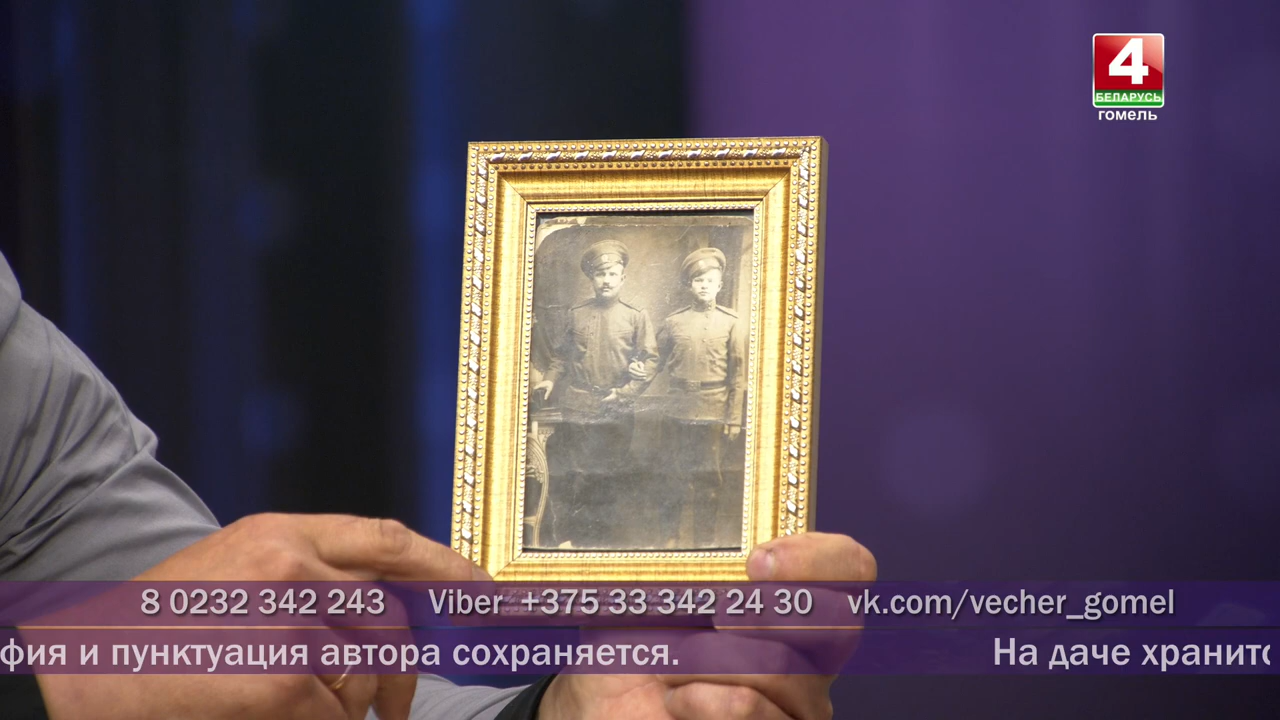 4
БЕЛАРУСЬ
гомель
8 0232 342 243 Viber +375 33 342 24 30 vk.com/vecher_gomel
фия и пунктуация автора сохраняется. На даче хранитс